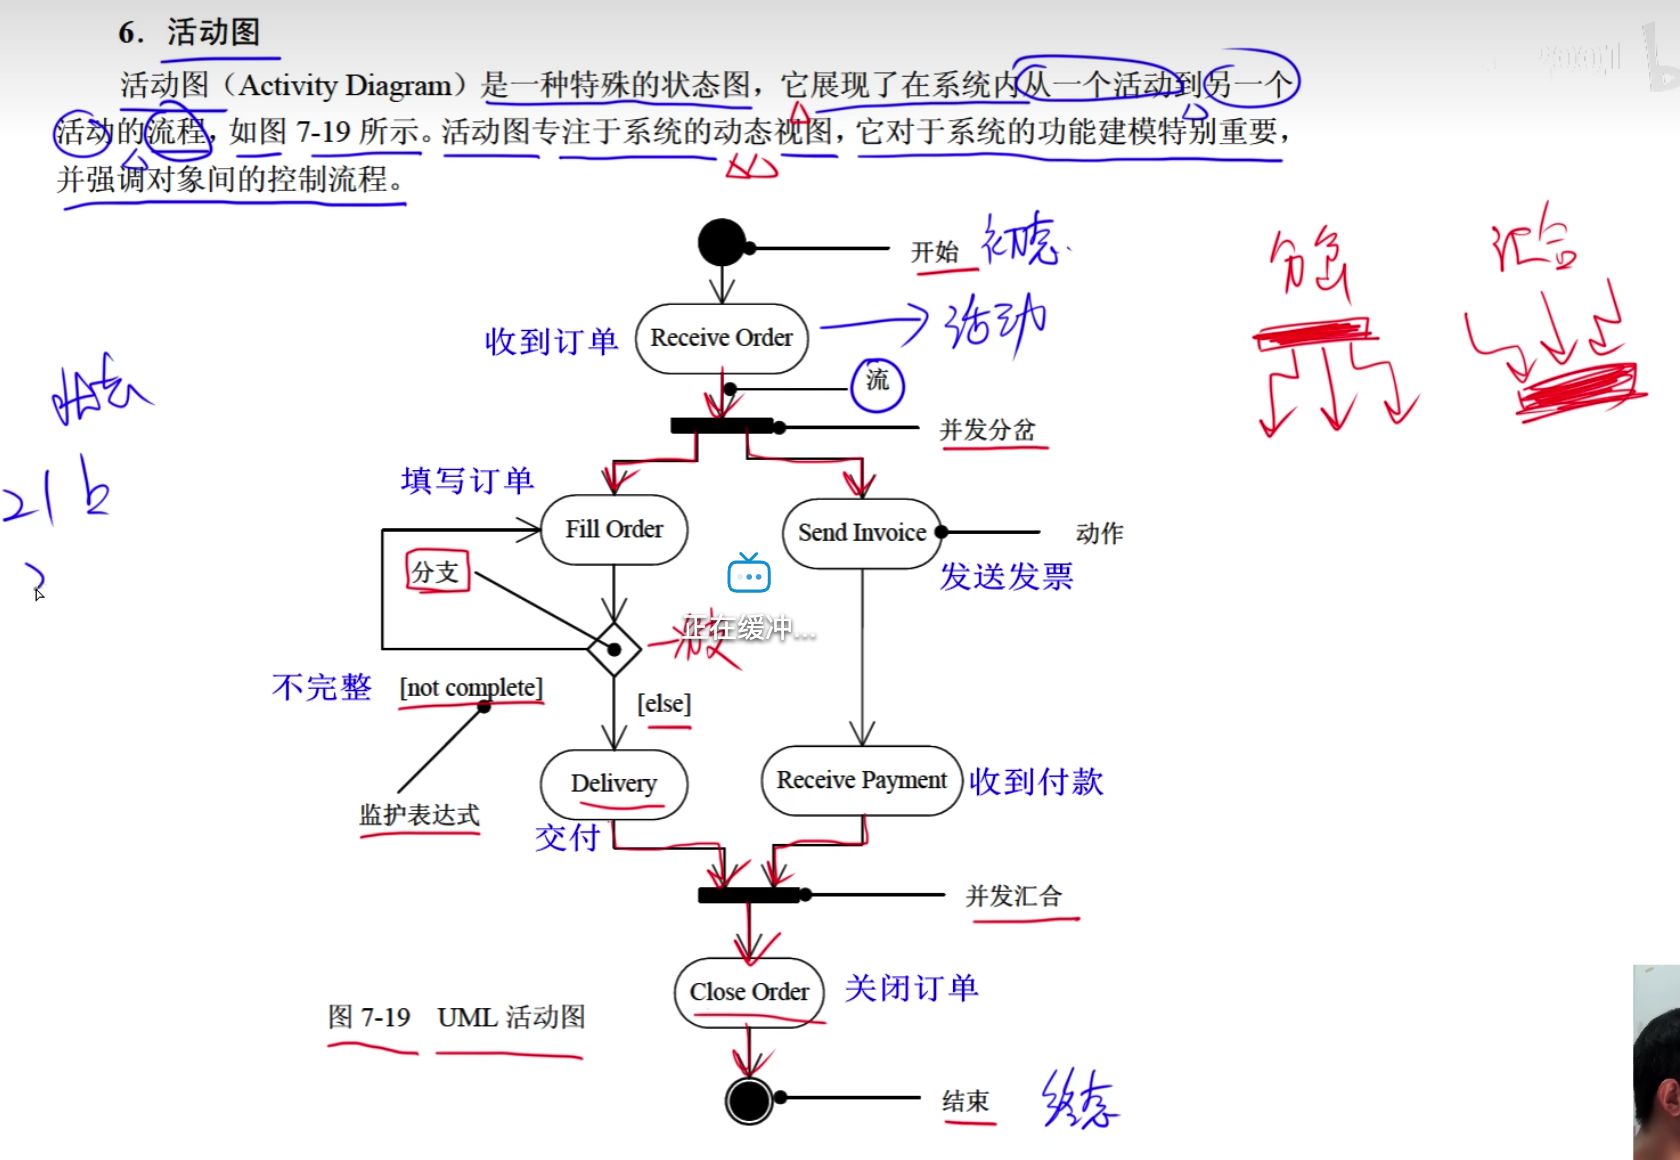 6. 活动图
活动图（Activity Diagram）是一种特殊的状态图，它展现了在系统内从一个活动到另一个
活动的流程，如图 7-19 所示。活动图专注于系统的动态视图，它对于系统的功能建模特别重要，
并强调对象间的控制流程。
开始 初态
分岔
汇合
收到订单
Receive Order
活动
流
并发分岔
填写订单
Fill Order
Send Invoice
动作
发送发票
分支
正在缓冲...
不完整
[not complete]
[else]
Delivery
Receive Payment
收到付款
监护表达式
交付
并发汇合
Close Order
关闭订单
图 7-19 UML 活动图
结束 终态